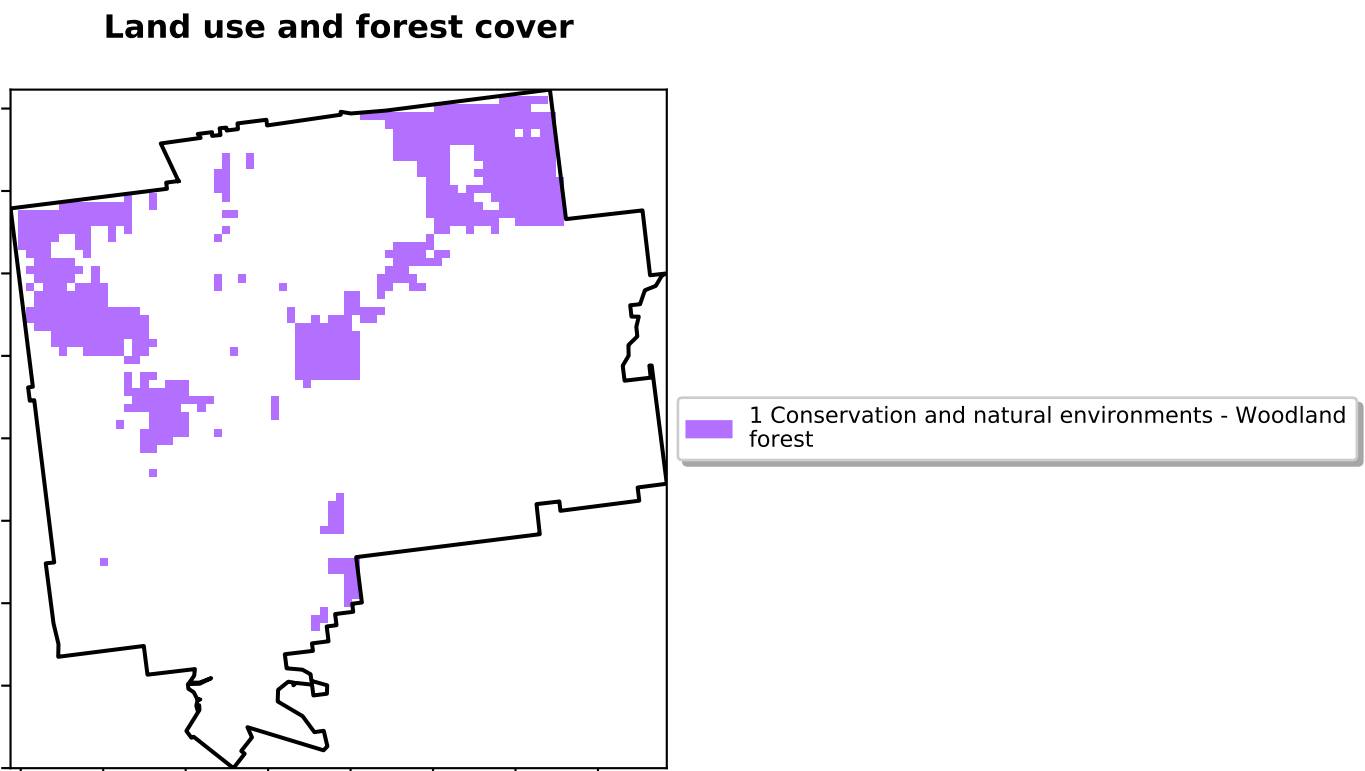 Land use and forest cover
1 Conservation and natural environments - Woodland
forest